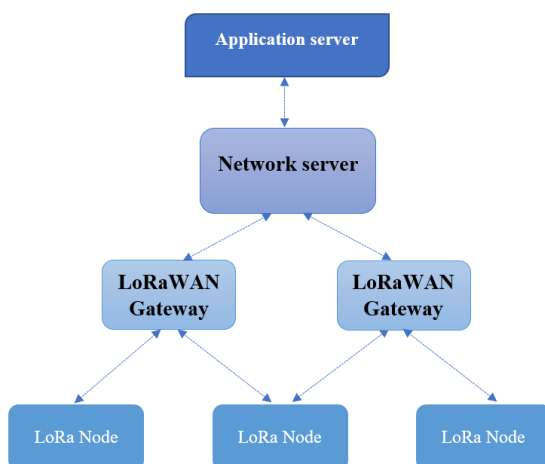 Application server
Network server
LoRaWAN
Gateway
LoRaWAN
Gateway
LoRa Node
LoRa Node
LoRa Node